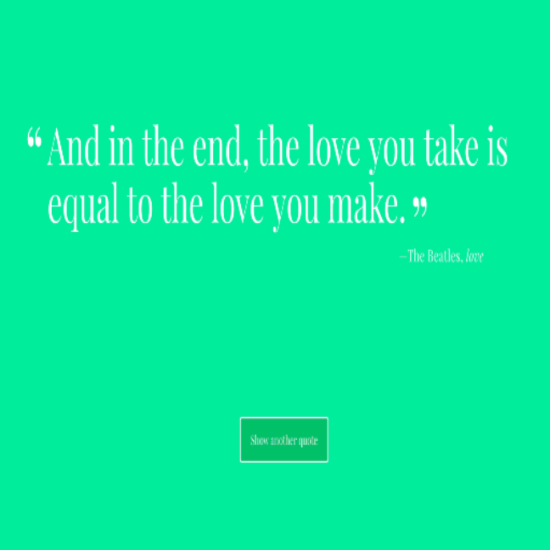 “And in the end, the love you take is
equal to the love you make.”
–The Beatles, love
Show another quote